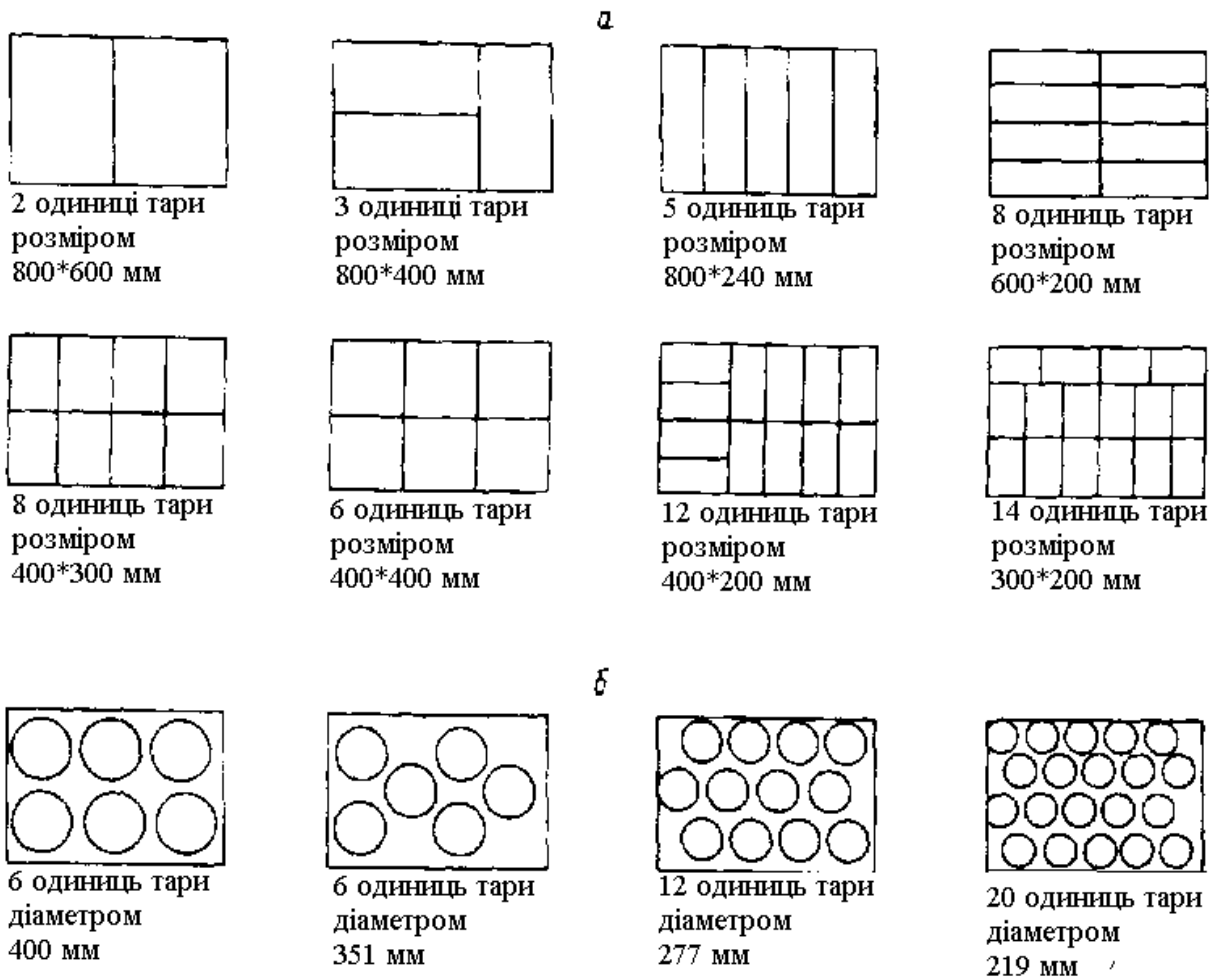 а
2 одиниці тари
розміром
800*600 мм
3 одиниці тари
розміром
800*400 мм
5 одиниць тари
розміром
800*240 мм
8 одиниць тари
розміром
600*200 мм
8 одиниць тари
розміром
400*300 мм
6 одиниць тари
розміром
400*400 мм
12 одиниць тари
розміром
400*200 мм
14 одиниць тари
розміром
300*200 мм
б
6 одиниць тари
діаметром
400 мм
6 одиниць тари
діаметром
351 мм
12 одиниць тари
діаметром
277 мм
20 одиниць тари
діаметром
219 мм